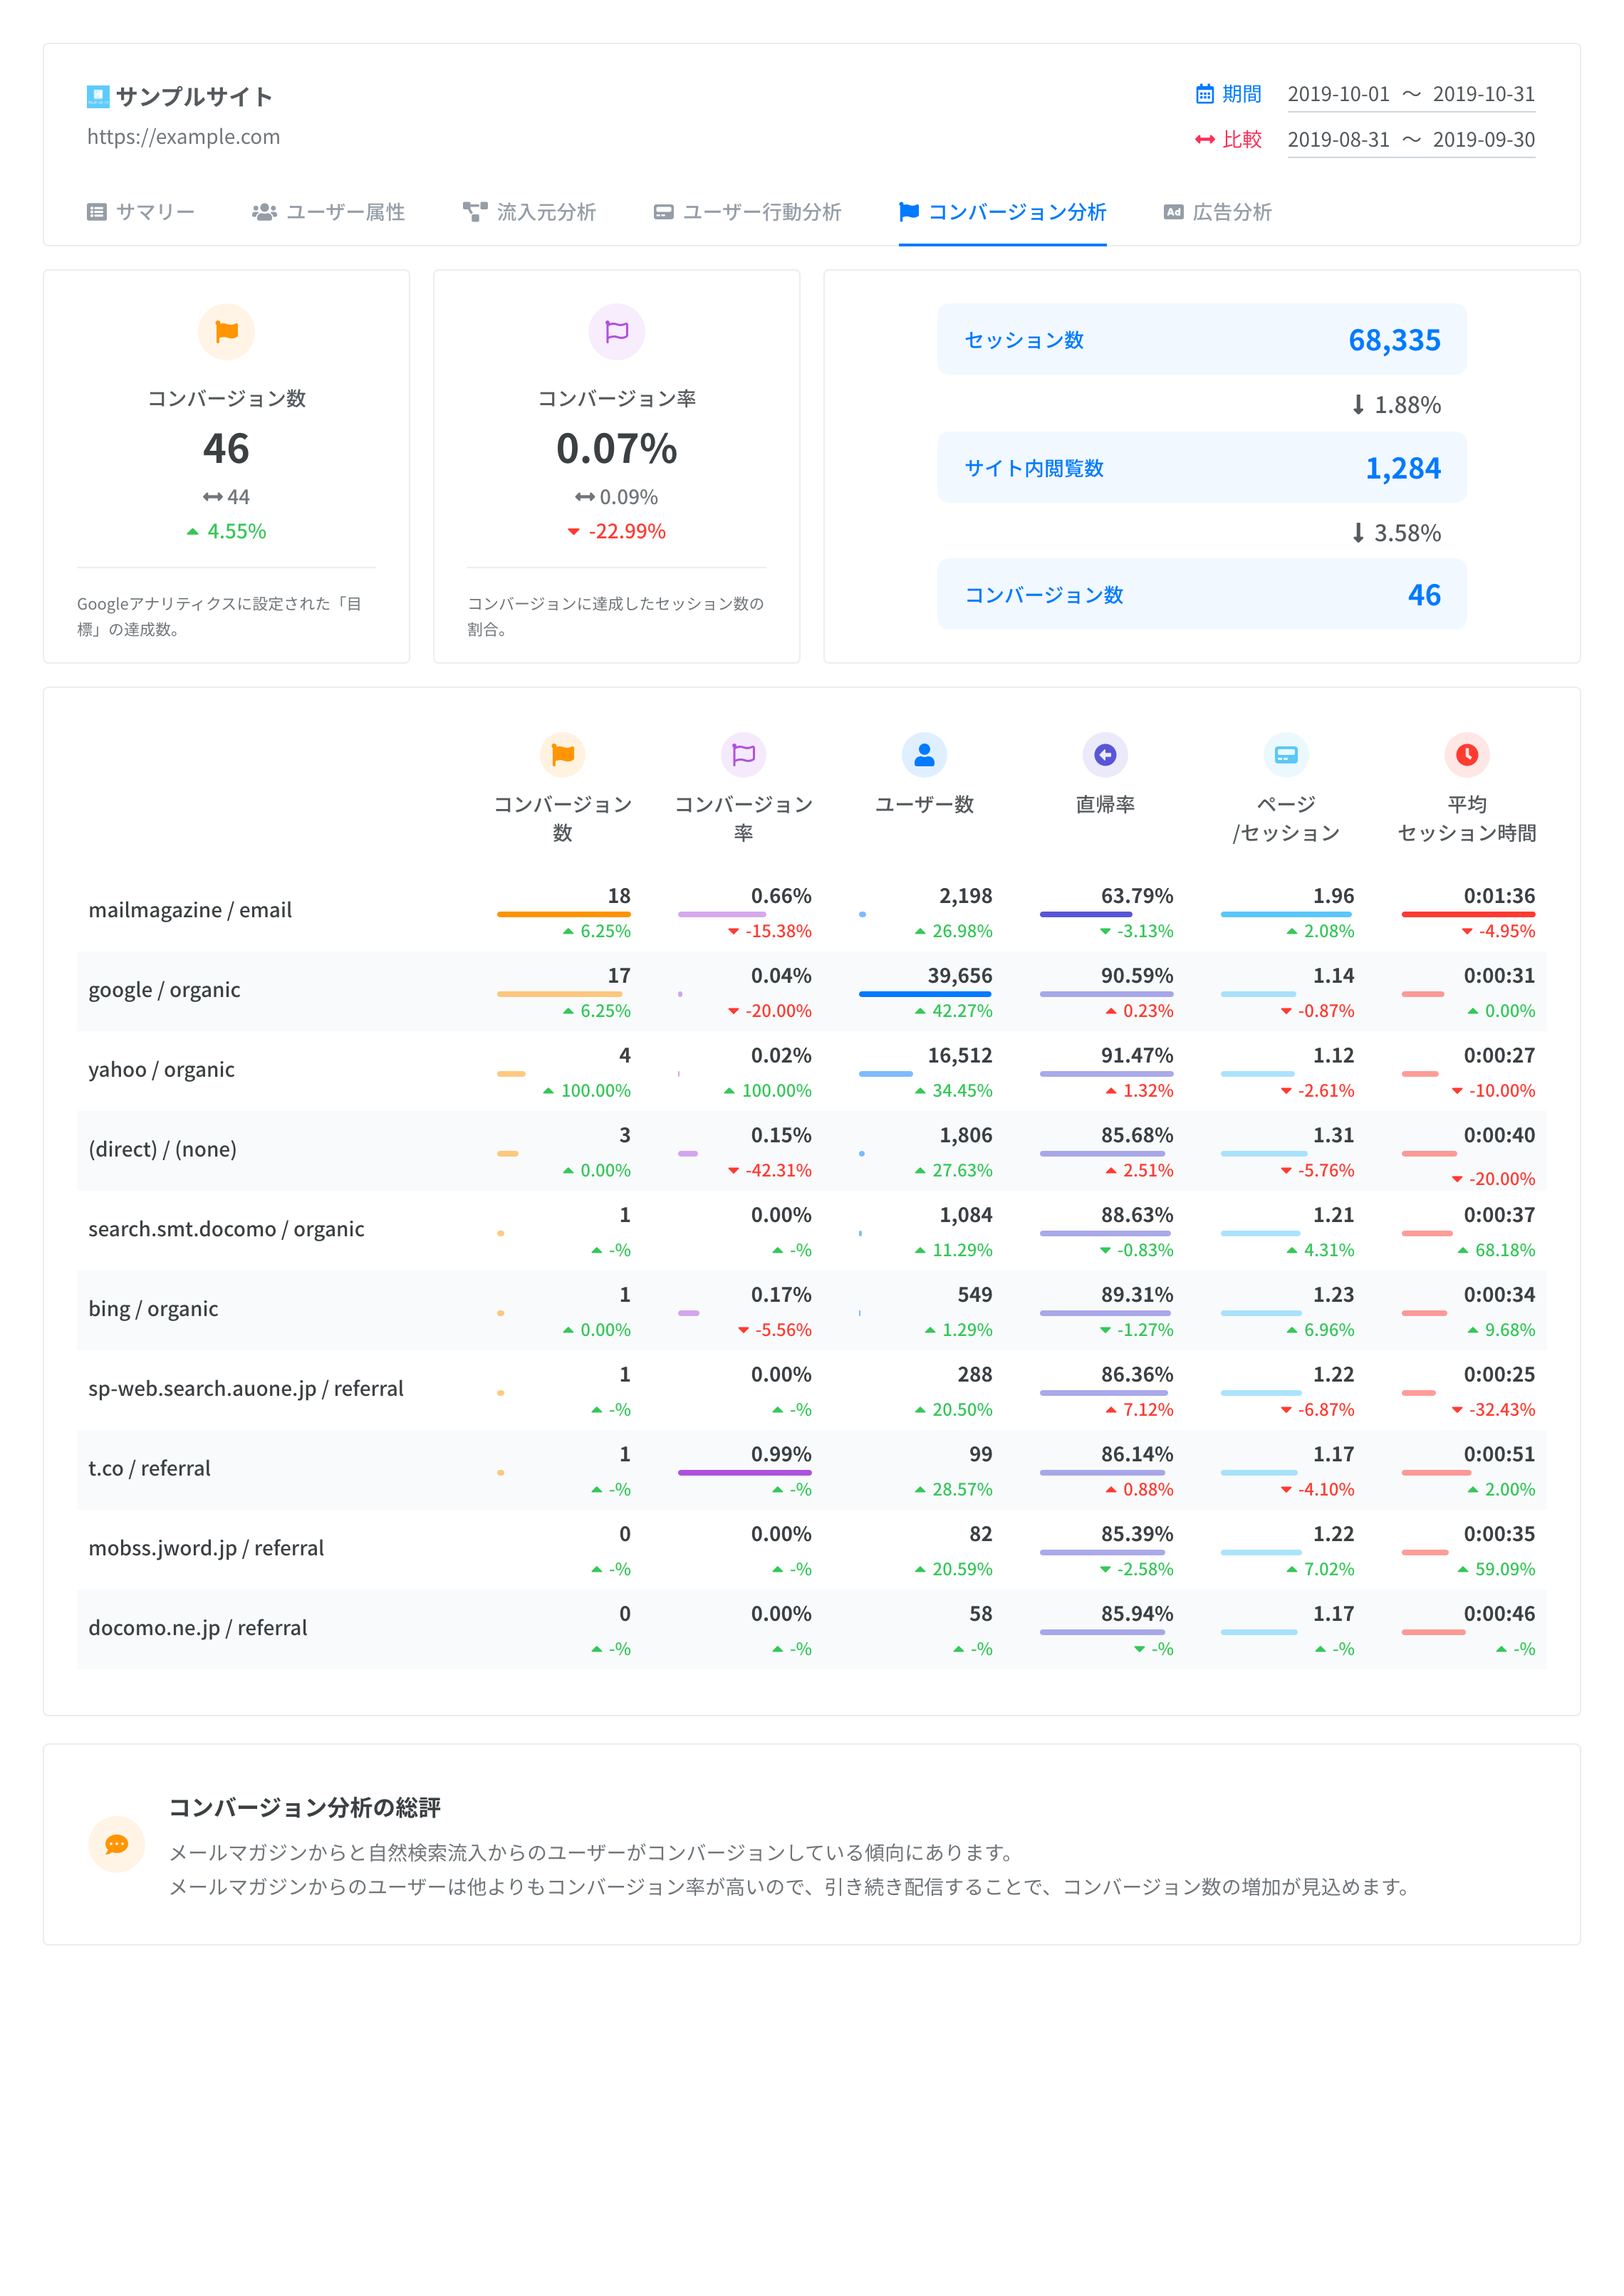 サンプルサイト
https://example.com
期間 2019-10-01 〜 2019-10-31
比較 2019-08-31 〜 2019-09-30
サマリー ユーザー属性 流入元分析 ユーザー行動分析 コンバージョン分析 Ad 広告分析
コンバージョン数
46
44
4.55%
Googleアナリティクスに設定された「目
標」の達成数。
コンバージョン率
0.07%
0.09%
-22.99%
コンバージョンに達成したセッション数の
割合。
セッション数 68,335
1.88%
サイト内閲覧数 1,284
3.58%
コンバージョン数 46
コンバージョン
数
コンバージョン
率
ユーザー数
直帰率
ページ
/セッション
平均
セッション時間
mailmagazine / email
18 0.66% 2,198 63.79% 1.96 0:01:36
6.25% -15.38% 26.98% -3.13% 2.08% -4.95%
google / organic
17 0.04% 39,656 90.59% 1.14 0:00:31
6.25% -20.00% 42.27% 0.23% -0.87% 0.00%
yahoo / organic
4 0.02% 16,512 91.47% 1.12 0:00:27
100.00% 100.00% 34.45% 1.32% -2.61% -10.00%
(direct) / (none)
3 0.15% 1,806 85.68% 1.31 0:00:40
0.00% -42.31% 27.63% 2.51% -5.76% -20.00%
search.smt.docomo / organic
1 0.00% 1,084 88.63% 1.21 0:00:37
-% -% 11.29% -0.83% 4.31% 68.18%
bing / organic
1 0.17% 549 89.31% 1.23 0:00:34
0.00% -5.56% 1.29% -1.27% 6.96% 9.68%
sp-web.search.auone.jp / referral
1 0.00% 288 86.36% 1.22 0:00:25
-% -% 20.50% 7.12% -6.87% -32.43%
t.co / referral
1 0.99% 99 86.14% 1.17 0:00:51
-% -% 28.57% 0.88% -4.10% 2.00%
mobss.jword.jp / referral
0 0.00% 82 85.39% 1.22 0:00:35
-% -% 20.59% -2.58% 7.02% 59.09%
docomo.ne.jp / referral
0 0.00% 58 85.94% 1.17 0:00:46
-% -% -% -% -% -%
コンバージョン分析の総評
メールマガジンからと自然検索流入からのユーザーがコンバージョンしている傾向にあります。
メールマガジンからのユーザーは他よりもコンバージョン率が高いので、引き続き配信することで、コンバージョン数の増加が見込めます。